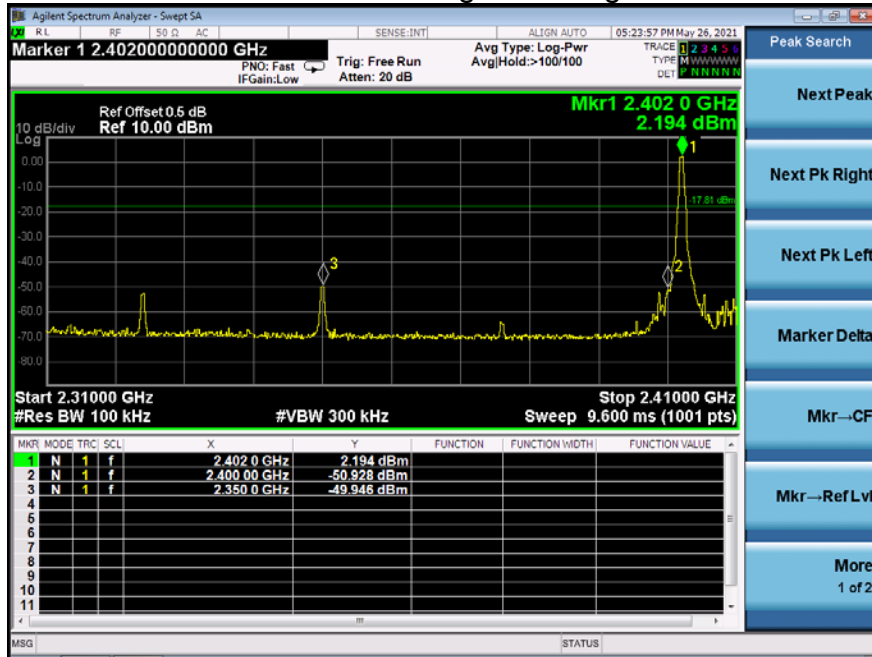 Agilent Spectrum Analyzer - Swept SA
RL RF 50 Ω AC SENSE:INT ALIGN AUTO 05:23:57 PM May 26, 2021
Marker 1 2.402000000000 GHz
PNO: Fast
IFGain:Low
Trig: Free Run
Atten: 20 dB
Avg Type: Log-Pwr
Avg|Hold:>100/100
TRACE 1 2 3 4 5 6
TYPE M WWWWW
DET P N N N N N
Peak Search
Next Peak
Next Pk Right
Next Pk Left
Marker Delta
Mkr→CF
Mkr→Ref Lvl
More
1 of 2
10 dB/div
Log
Ref Offset 0.5 dB
Ref 10.00 dBm
Mkr1 2.402 0 GHz
2.194 dBm
1
0.00
-10.0
-17.81 dBm
-20.0
-30.0
-40.0
3
2
-50.0
-60.0
-70.0
80.0
Start 2.31000 GHz Stop 2.41000 GHz
#Res BW 100 kHz #VBW 300 kHz Sweep 9.600 ms (1001 pts)
MKR MODE TRC SCL X Y FUNCTION FUNCTION WIDTH FUNCTION VALUE
1 N 1 f 2.402 0 GHz 2.194 dBm
2 N 1 f 2.400 00 GHz -50.928 dBm
3 N 1 f 2.350 0 GHz -49.946 dBm
4
5
6
7
8
9
10
11
MSG STATUS